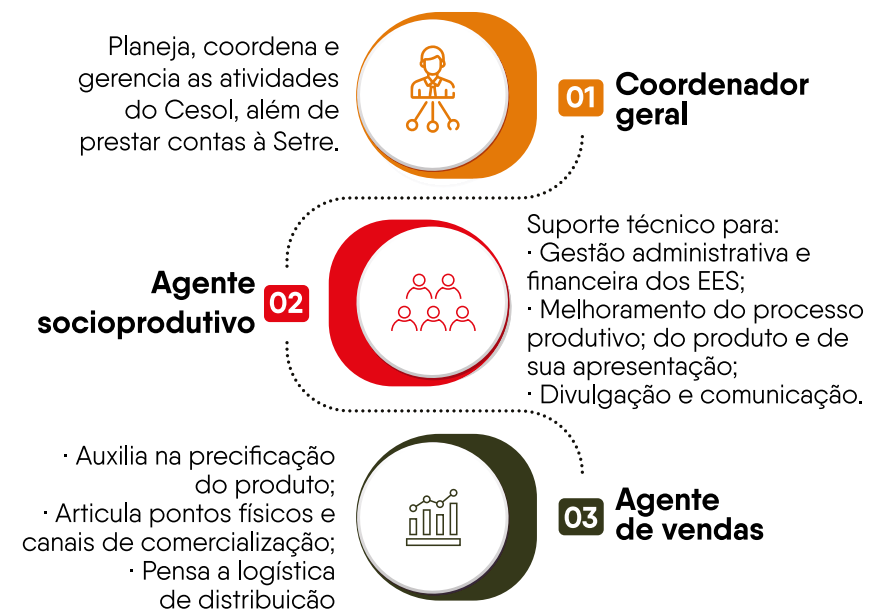 Planeja, coordena e
gerencia as atividades
do Cesol, além de
prestar contas à Setre.
01
Coordenador
geral
Agente
socioprodutivo
02
Suporte técnico para:
· Gestão administrativa e
financeira dos EES;
· Melhoramento do processo
produtivo; do produto e de
sua apresentação;
· Divulgação e comunicação.
· Auxilia na precificação
do produto;
· Articula pontos físicos e
canais de comercialização;
· Pensa a logística
de distribuicão
03
Agente
de vendas